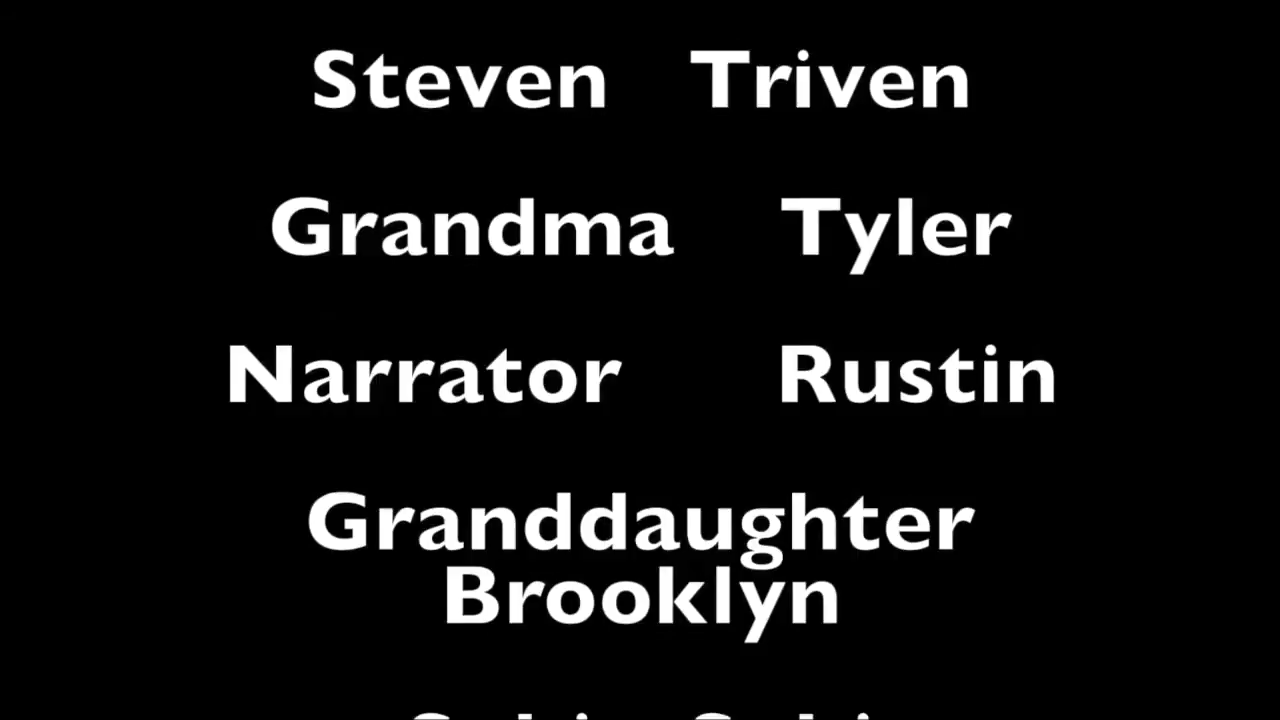 Steven Triven
Grandma Tyler
Narrator Rustin
Granddaughter
Brooklyn